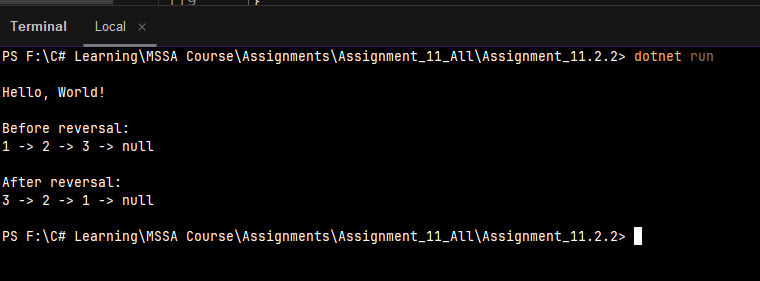 119
}
Terminal Local ×
PS F:\C# Learning\MSSA Course\Assignments\Assignment_11_All\Assignment_11.2.2> dotnet run
Hello, World!
Before reversal:
1 -> 2 -> 3 -> null
After reversal:
3 -> 2 -> 1 -> null
PS F:\C# Learning\MSSA Course\Assignments\Assignment_11_All\Assignment_11.2.2>